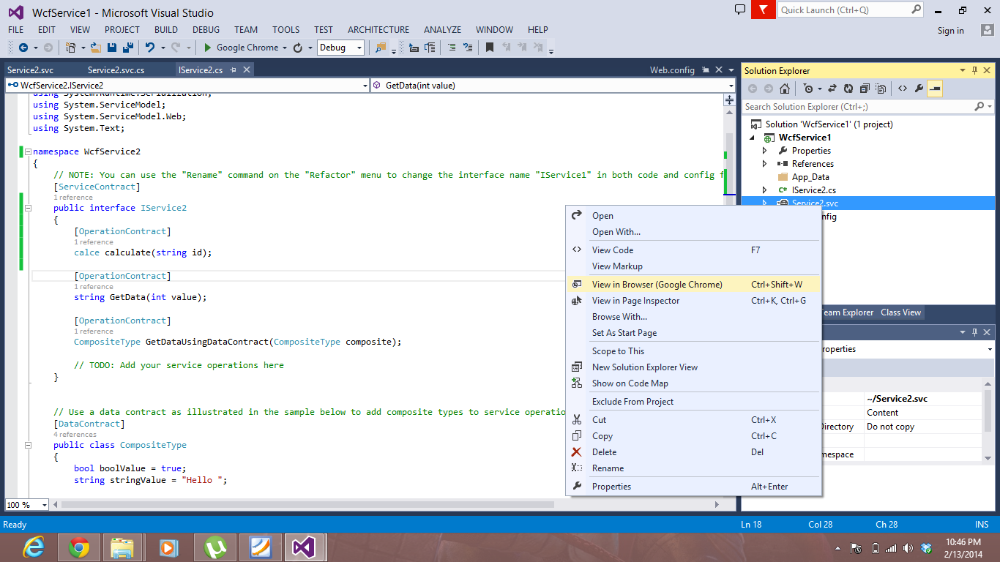 WcfService1 - Microsoft Visual Studio
Quick Launch (Ctrl+Q)
FILE EDIT VIEW PROJECT BUILD DEBUG TEAM TOOLS TEST ARCHITECTURE ANALYZE WINDOW HELP
Sign in
Google Chrome Debug
Service2.svc Service2.svc.cs IService2.cs Web.config
WcfService2.IService2 GetData(int value)
using System.Runtime.Serialization;
using System.ServiceModel;
using System.ServiceModel.Web;
using System.Text;
namespace WcfService2
{
// NOTE: You can use the "Rename" command on the "Refactor" menu to change the interface name "IService1" in both code and config f
[ServiceContract]
1 reference
public interface IService2
{
[OperationContract]
1 reference
calce calculate(string id);
[OperationContract]
1 reference
string GetData(int value);
[OperationContract]
1 reference
CompositeType GetDataUsingDataContract(CompositeType composite);
// TODO: Add your service operations here
}
// Use a data contract as illustrated in the sample below to add composite types to service operatio
[DataContract]
4 references
public class CompositeType
{
bool boolValue = true;
string stringValue = "Hello ";
100 %
Open
Open With...
View Code F7
View Markup
View in Browser (Google Chrome) Ctrl+Shift+W
View in Page Inspector Ctrl+K, Ctrl+G
Browse With...
Set As Start Page
Scope to This
New Solution Explorer View
Show on Code Map
Exclude From Project
Cut Ctrl+X
Copy Ctrl+C
Delete Del
Rename
Properties Alt+Enter
Solution Explorer
Search Solution Explorer (Ctrl+;)
Solution 'WcfService1' (1 project)
WcfService1
Properties
References
App_Data
C# IService2.cs
Service2.svc
nfig
Team Explorer Class View
roperties
~/Service2.svc
Content
Directory Do not copy
mespace
Ready Ln 18 Col 28 Ch 28 INS
10:46 PM
2/13/2014